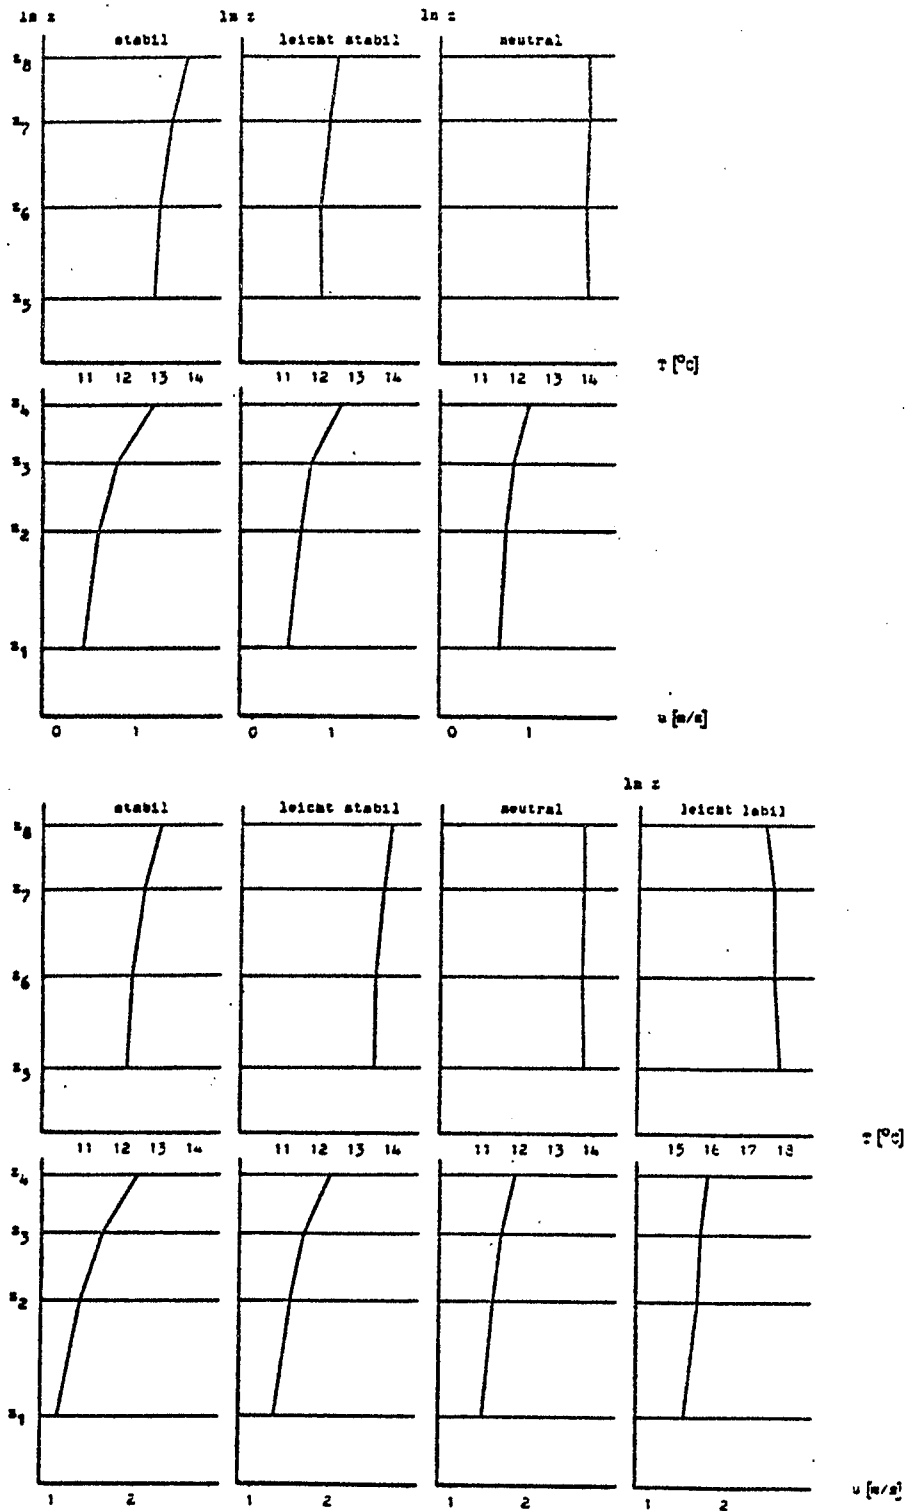 ln z ln z ln z
stabil leicht stabil neutral
z8
z7
z6
z5
T [°C]
11 12 13 14 11 12 13 14 11 12 13 14
z4
z3
z2
z1
u [m/s]
0 1 0 1 0 1
ln z
stabil leicht stabil neutral leicht labil
z8
z7
z6
z5
T [°C]
11 12 13 14 11 12 13 14 11 12 13 14 15 16 17 18
z4
z3
z2
z1
u [m/s]
1 2 1 2 1 2 1 2